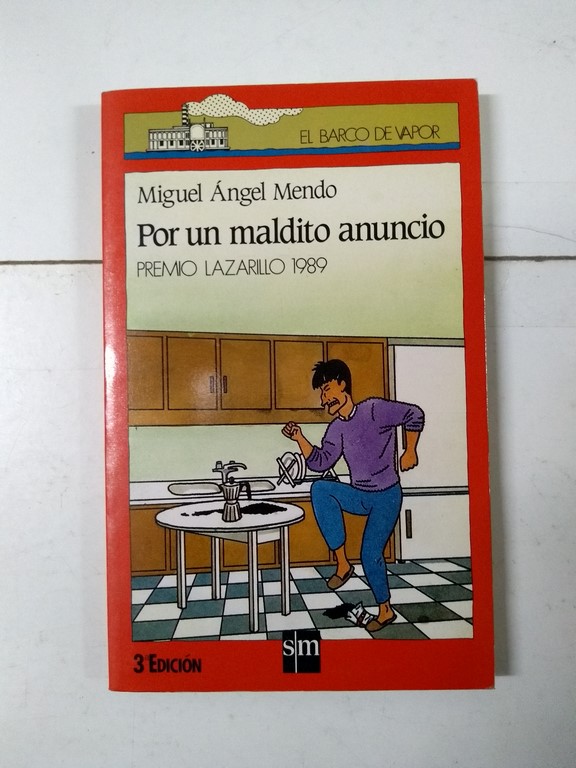 EL BARCO DE VAPOR
Miguel Ángel Mendo
Por un maldito anuncio
PREMIO LAZARILLO 1989
sm
3ª EDICIÓN